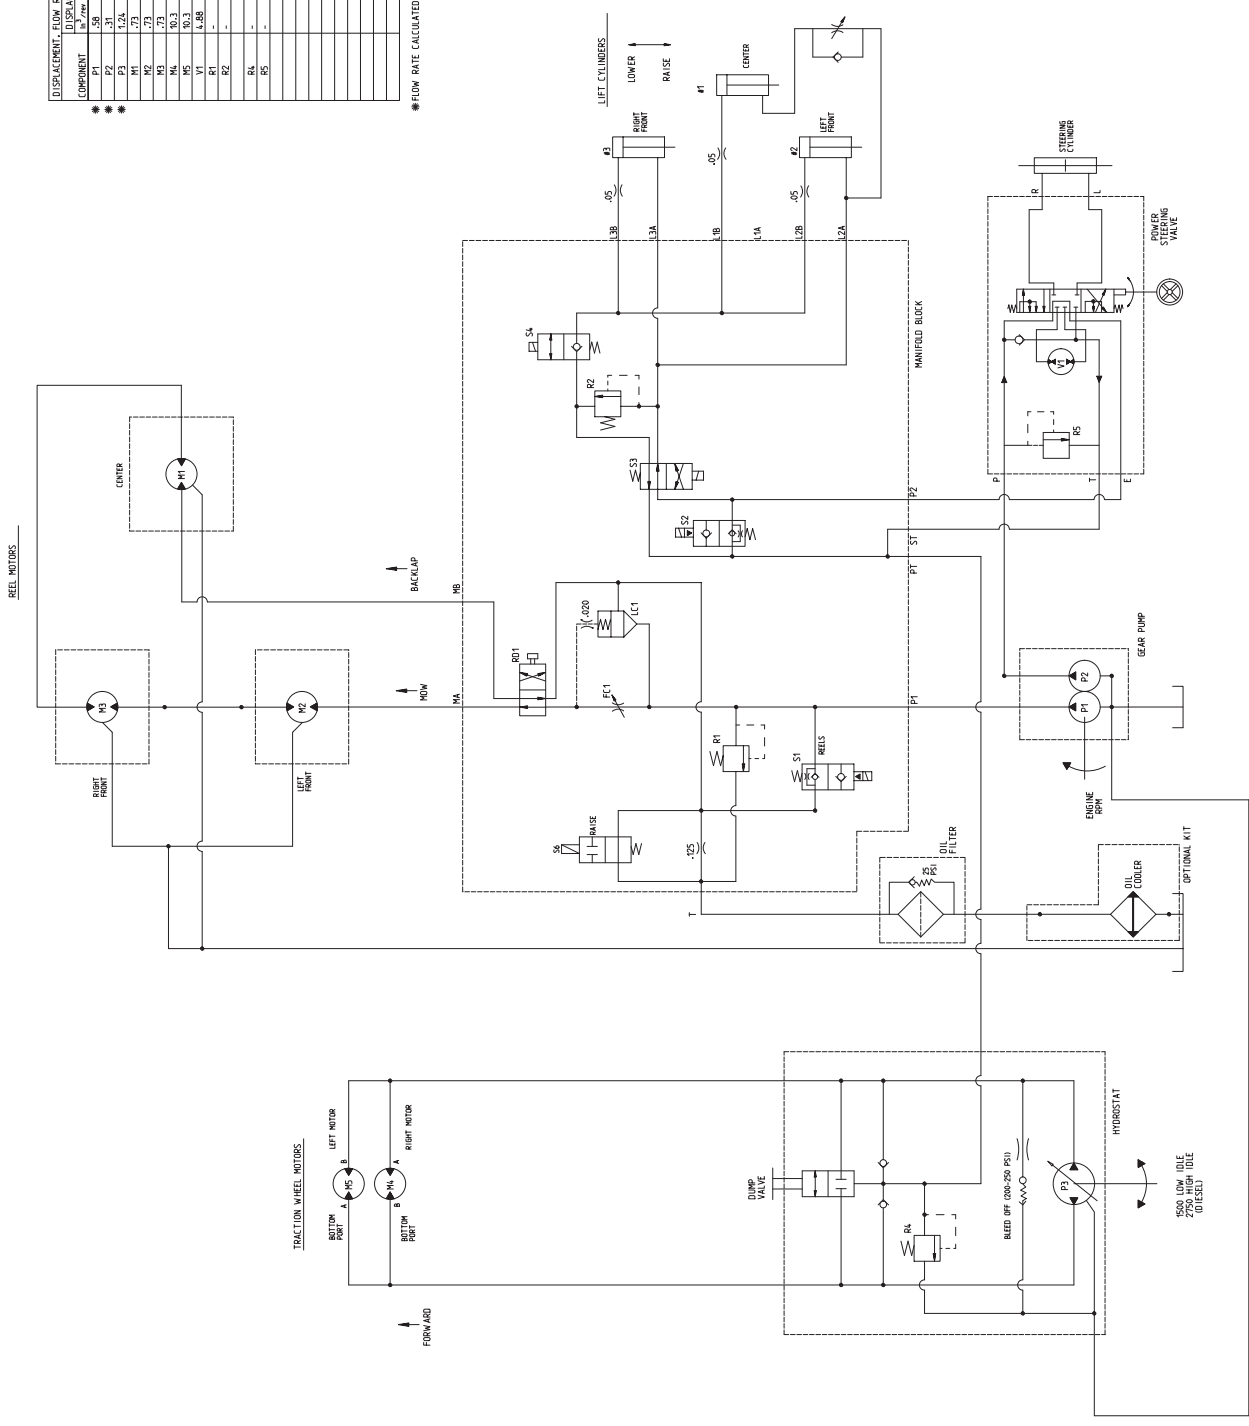 DISPLACEMENT, FLOW R
COMPONENT
DISPLA
in³/rev
P1 .58
P2 .31
P3 1.24
M1 .73
M2 .73
M3 .73
M4 10.3
M5 10.3
V1 4.88
R1 -
R2 -
R4 -
R5 -
✱ ✱ ✱
✱FLOW RATE CALCULATED
LIFT CYLINDERS
LOWER
RAISE
#1
CENTER
#3
RIGHT
FRONT
#2
LEFT
FRONT
.05
.05
.05
L3B
L3A
L1B
L1A
L2B
L2A
STEERING
CYLINDER
R
L
POWER
STEERING
VALVE
V1
R5
P
T
E
REEL MOTORS
CENTER
M1
M3
M2
RIGHT
FRONT
LEFT
FRONT
BACKLAP
MOW
MB
MA
MANIFOLD BLOCK
S4
R2
S3
S2
P2
ST
PT
P1
RD1
.020
LC1
FC1
R1
S1
REELS
S6
RAISE
.125
T
GEAR PUMP
P2
P1
ENGINE
RPM
OIL
FILTER
25
PSI
OIL
COOLER
OPTIONAL KIT
TRACTION WHEEL MOTORS
LEFT MOTOR
B
M5
A
BOTTOM
PORT
RIGHT MOTOR
A
M4
B
BOTTOM
PORT
FORWARD
DUMP
VALVE
R4
BLEED OFF (200-250 PSI)
P3
HYDROSTAT
1500 LOW IDLE
2750 HIGH IDLE
(DIESEL)